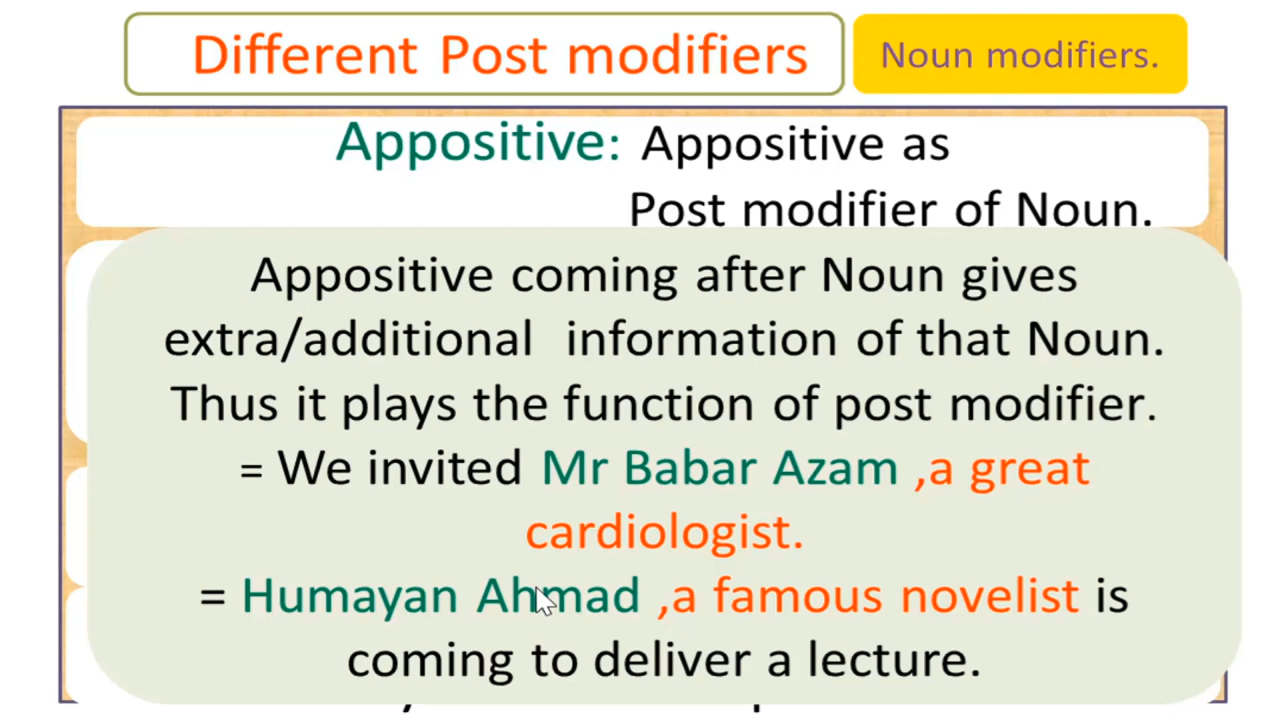 Different Post modifiers
Noun modifiers.
Appositive: Appositive as
Post modifier of Noun.
Appositive coming after Noun gives
extra/additional information of that Noun.
Thus it plays the function of post modifier.
= We invited Mr Babar Azam ,a great
cardiologist.
= Humayan Ahmad ,a famous novelist is
coming to deliver a lecture.